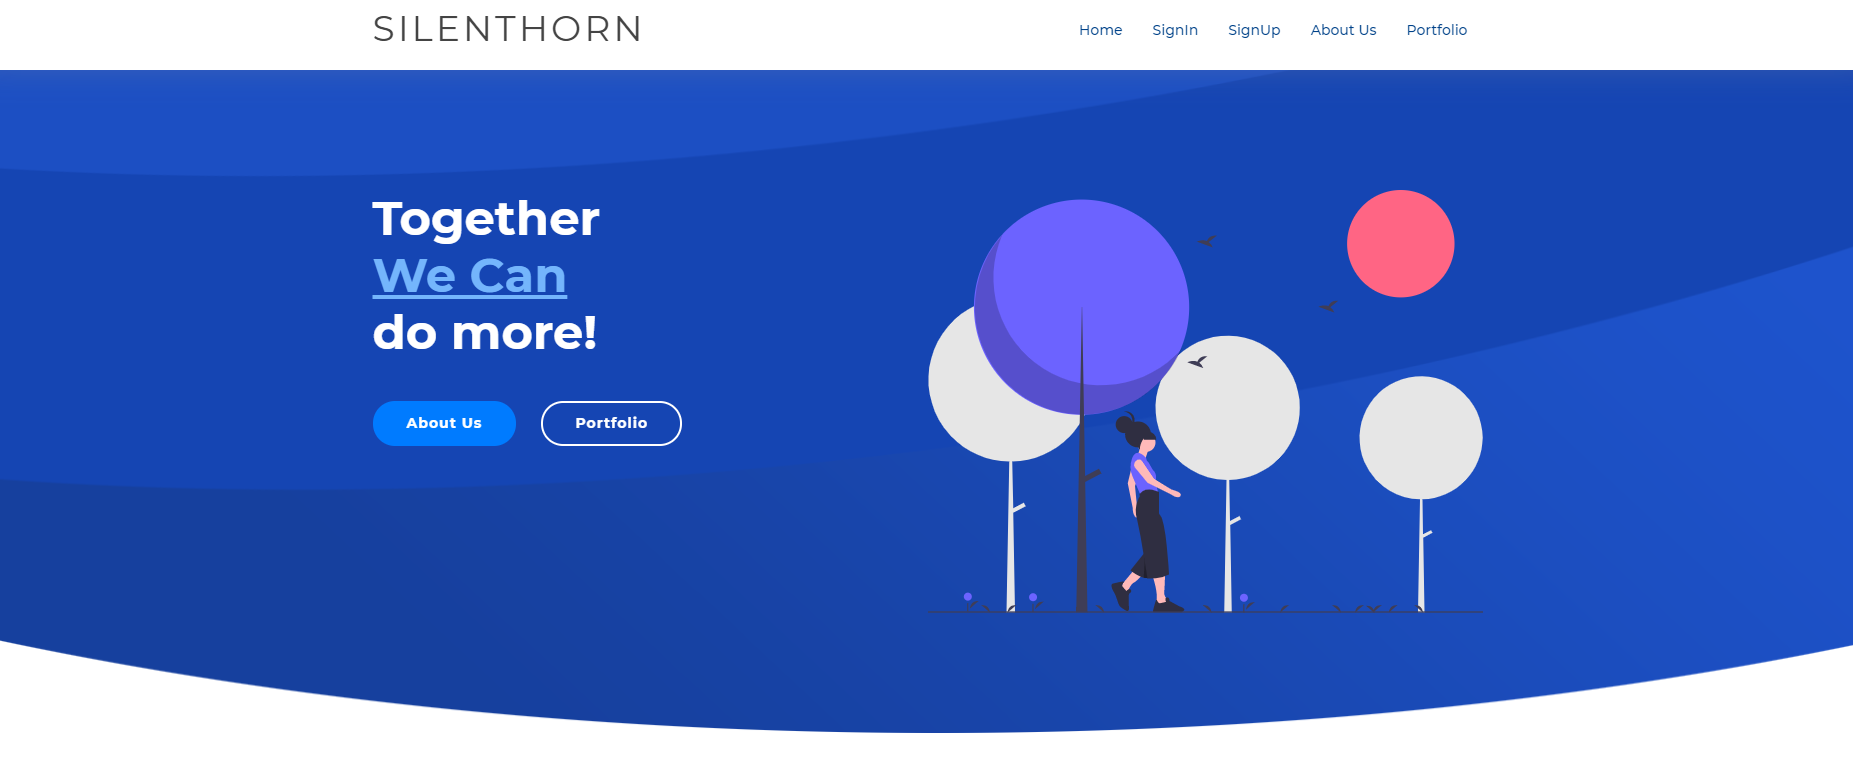 SILENTHORN
Home SignIn SignUp About Us Portfolio
Together
We Can
do more!
About Us Portfolio